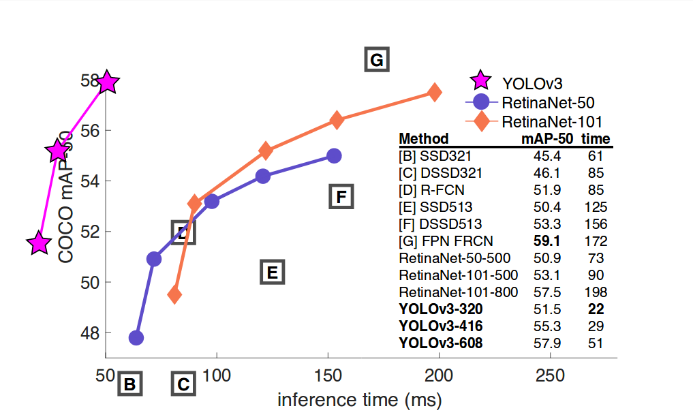 G
58
YOLOv3
RetinaNet-50
RetinaNet-101
56
54
52
50
48
COCO mAP-50
D
F
E
Method mAP-50 time
[B] SSD321 45.4 61
[C] DSSD321 46.1 85
[D] R-FCN 51.9 85
[E] SSD513 50.4 125
[F] DSSD513 53.3 156
[G] FPN FRCN 59.1 172
RetinaNet-50-500 50.9 73
RetinaNet-101-500 53.1 90
RetinaNet-101-800 57.5 198
YOLOv3-320 51.5 22
YOLOv3-416 55.3 29
YOLOv3-608 57.9 51
50 100 150 200 250
B C
inference time (ms)